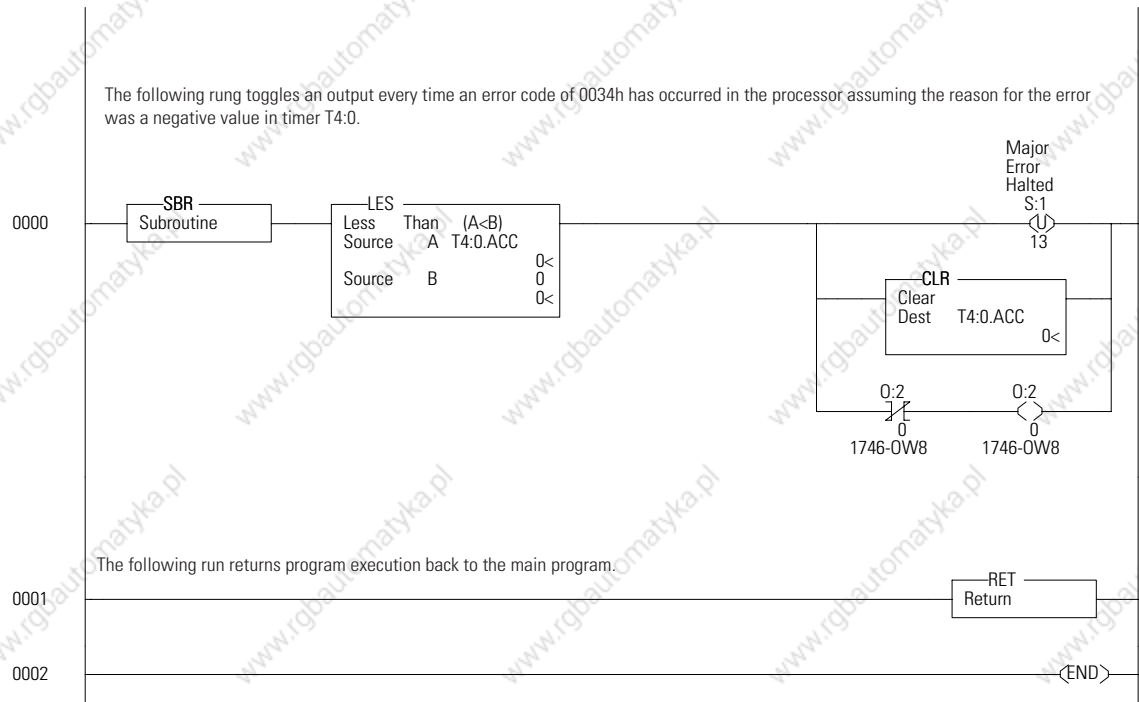 The following rung toggles an output every time an error code of 0034h has occurred in the processor assuming the reason for the error
was a negative value in timer T4:0.
Major
Error
Halted
S:1
U
13
0000
SBR
Subroutine
LES
Less Than (A<B)
Source A T4:0.ACC
0<
Source B 0
0<
CLR
Clear
Dest T4:0.ACC
0<
O:2 O:2
0 0
1746-OW8 1746-OW8
The following run returns program execution back to the main program.
0001
RET
Return
0002
END
www.rgbautomatyka.pl